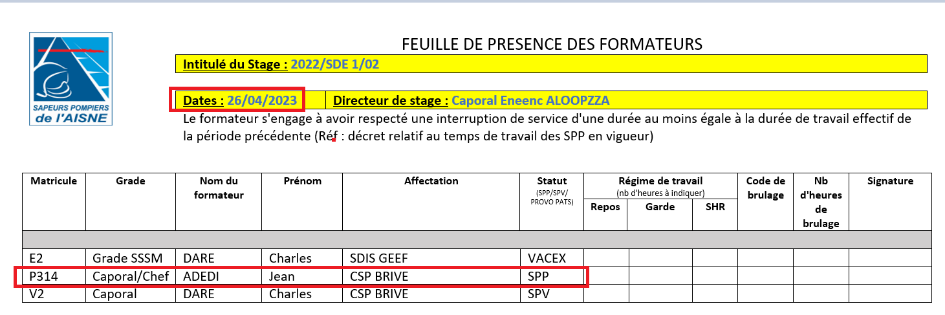 FEUILLE DE PRESENCE DES FORMATEURS
Intitulé du Stage : 2022/SDE 1/02
SAPEURS POMPIERS
de l'AISNE
Dates : 26/04/2023 Directeur de stage : Caporal Eneenc ALOOPZZA
Le formateur s'engage à avoir respecté une interruption de service d'une durée au moins égale à la durée de travail effectif de
la période précédente (Réf : décret relatif au temps de travail des SPP en vigueur)
Matricule Grade Nom du formateur Prénom Affectation Statut (SPP/SPV/ PROVO PATS) Régime de travail (nb d'heures à indiquer) Code de brulage Nb d'heures de brulage Signature
Repos Garde SHR
E2 Grade SSSM DARE Charles SDIS GEEF VACEX
P314 Caporal/Chef ADEDI Jean CSP BRIVE SPP
V2 Caporal DARE Charles CSP BRIVE SPV